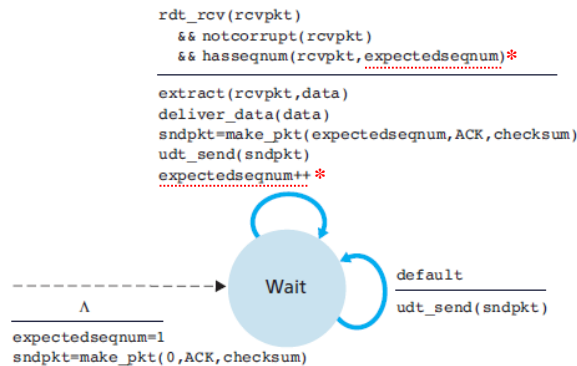 rdt_rcv(rcvpkt)
&& notcorrupt(rcvpkt)
&& hasseqnum(rcvpkt,expectedseqnum)*
extract(rcvpkt,data)
deliver_data(data)
sndpkt=make_pkt(expectedseqnum,ACK,checksum)
udt_send(sndpkt)
expectedseqnum++*
Wait
default
udt_send(sndpkt)
Λ
expectedseqnum=1
sndpkt=make_pkt(0,ACK,checksum)